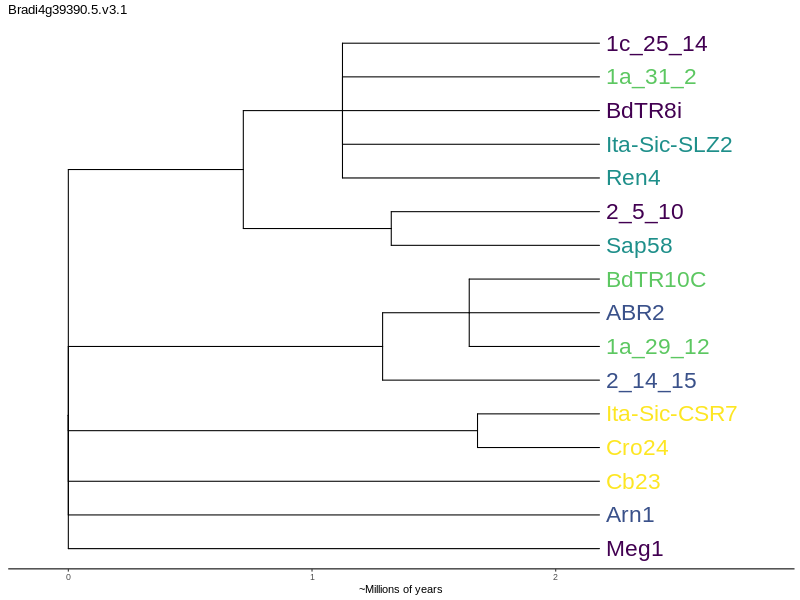 Bradi4g39390.5.v3.1
1c_25_14
1a_31_2
BdTR8i
Ita-Sic-SLZ2
Ren4
2_5_10
Sap58
BdTR10C
ABR2
1a_29_12
2_14_15
Ita-Sic-CSR7
Cro24
Cb23
Arn1
Meg1
0 1 2
~Millions of years